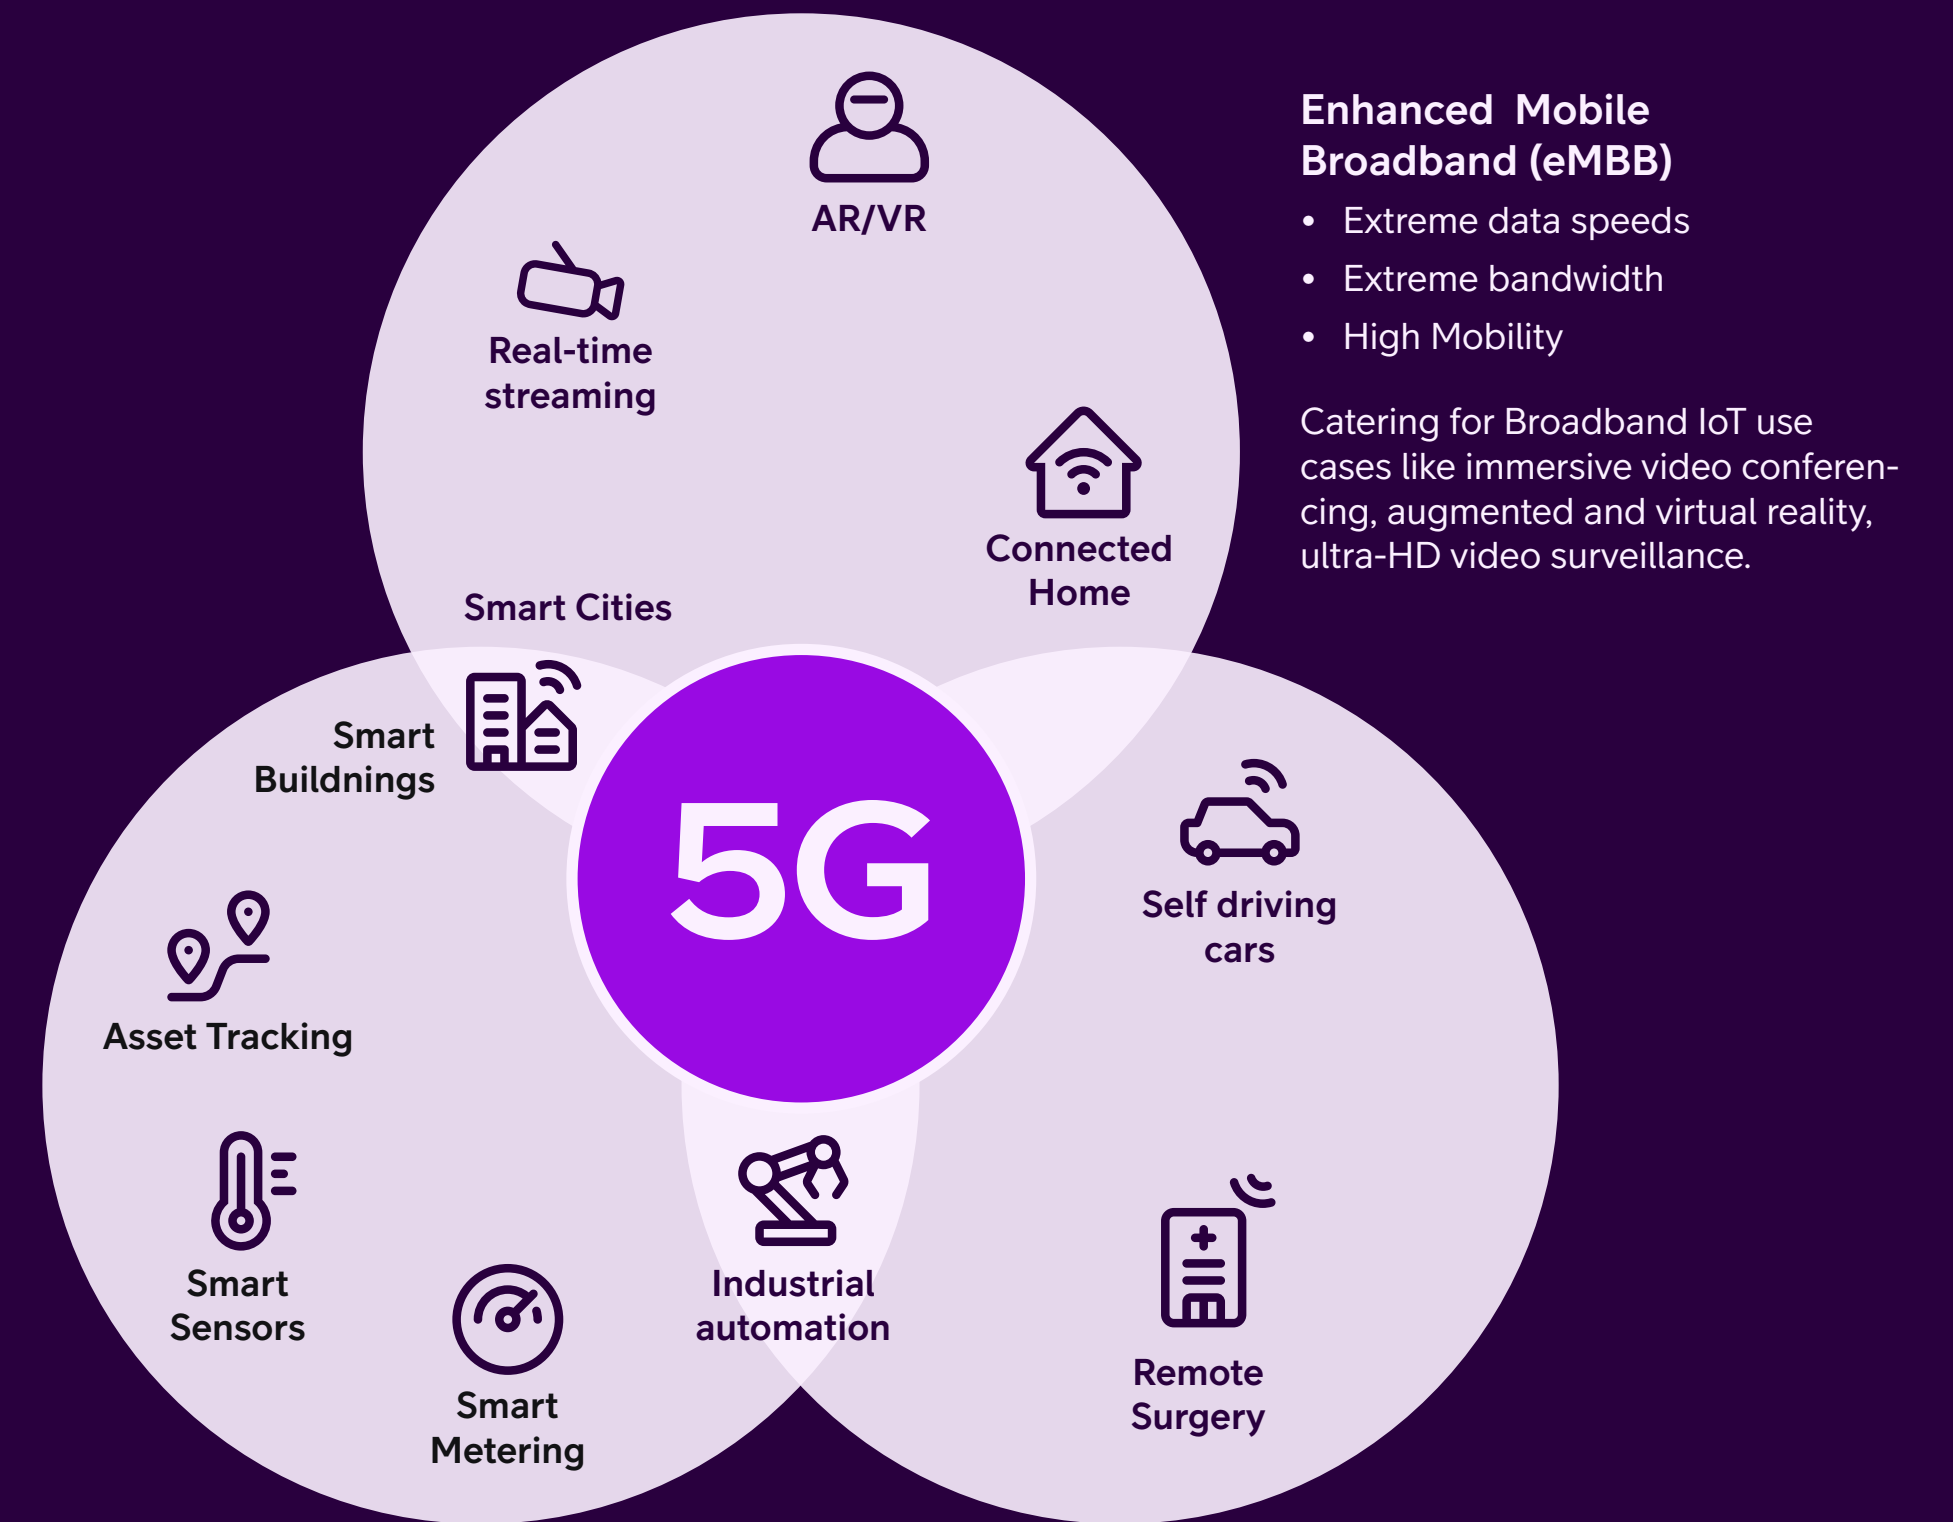 AR/VR
Real-time
streaming
Connected
Home
Smart Cities
Smart
Buildnings
5G
Self driving
cars
Asset Tracking
Smart
Sensors
Smart
Metering
Industrial
automation
Remote
Surgery
Enhanced Mobile
Broadband (eMBB)
• Extreme data speeds
• Extreme bandwidth
• High Mobility
Catering for Broadband IoT use
cases like immersive video conferen-
cing, augmented and virtual reality,
ultra-HD video surveillance.